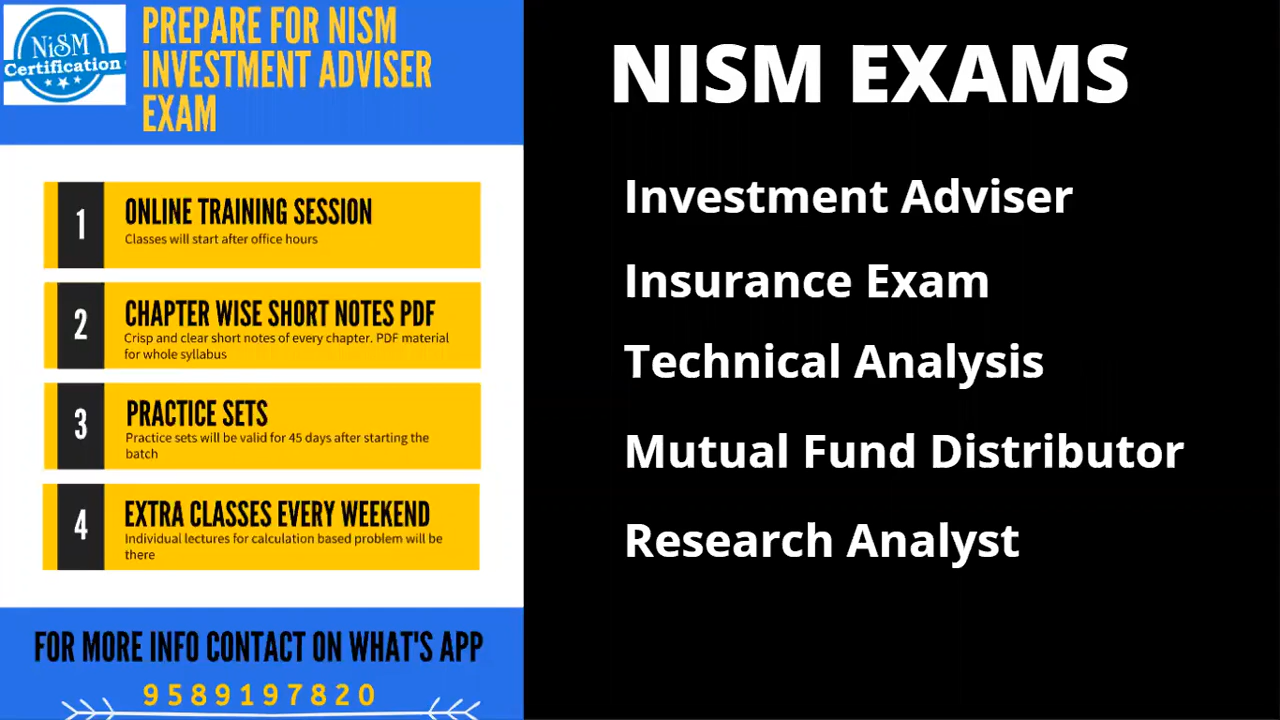 NiSM
Certification
PREPARE FOR NISM
INVESTMENT ADVISER
EXAM
1
ONLINE TRAINING SESSION
Classes will start after office hours
2
CHAPTER WISE SHORT NOTES PDF
Crisp and clear short notes of every chapter. PDF material
for whole syllabus
3
PRACTICE SETS
Practice sets will be valid for 45 days after starting the
batch
4
EXTRA CLASSES EVERY WEEKEND
Individual lectures for calculation based problem will be
there
FOR MORE INFO CONTACT ON WHAT'S APP
9589197820
NISM EXAMS
Investment Adviser
Insurance Exam
Technical Analysis
Mutual Fund Distributor
Research Analyst